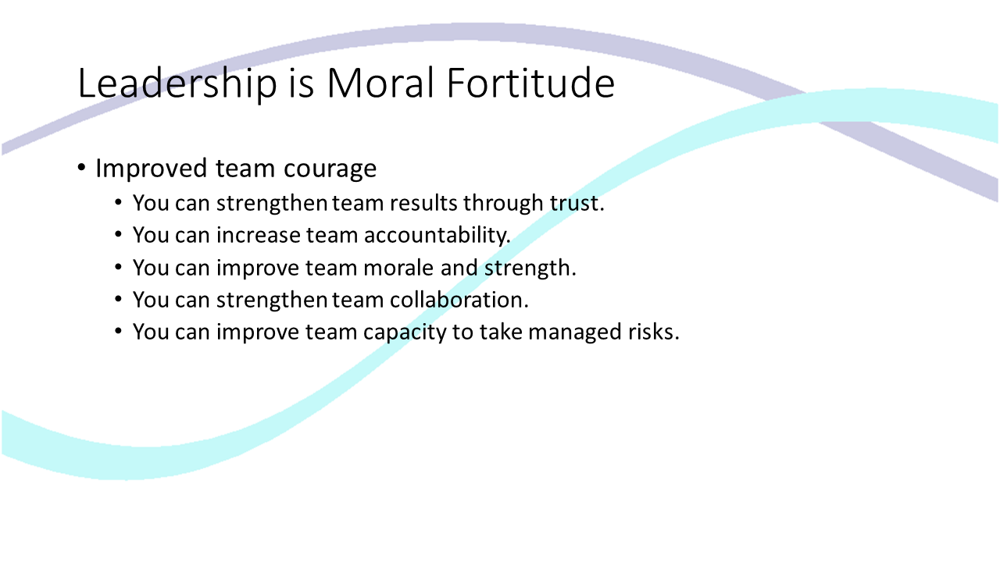 Leadership is Moral Fortitude
• Improved team courage
• You can strengthen team results through trust.
• You can increase team accountability.
• You can improve team morale and strength.
• You can strengthen team collaboration.
• You can improve team capacity to take managed risks.